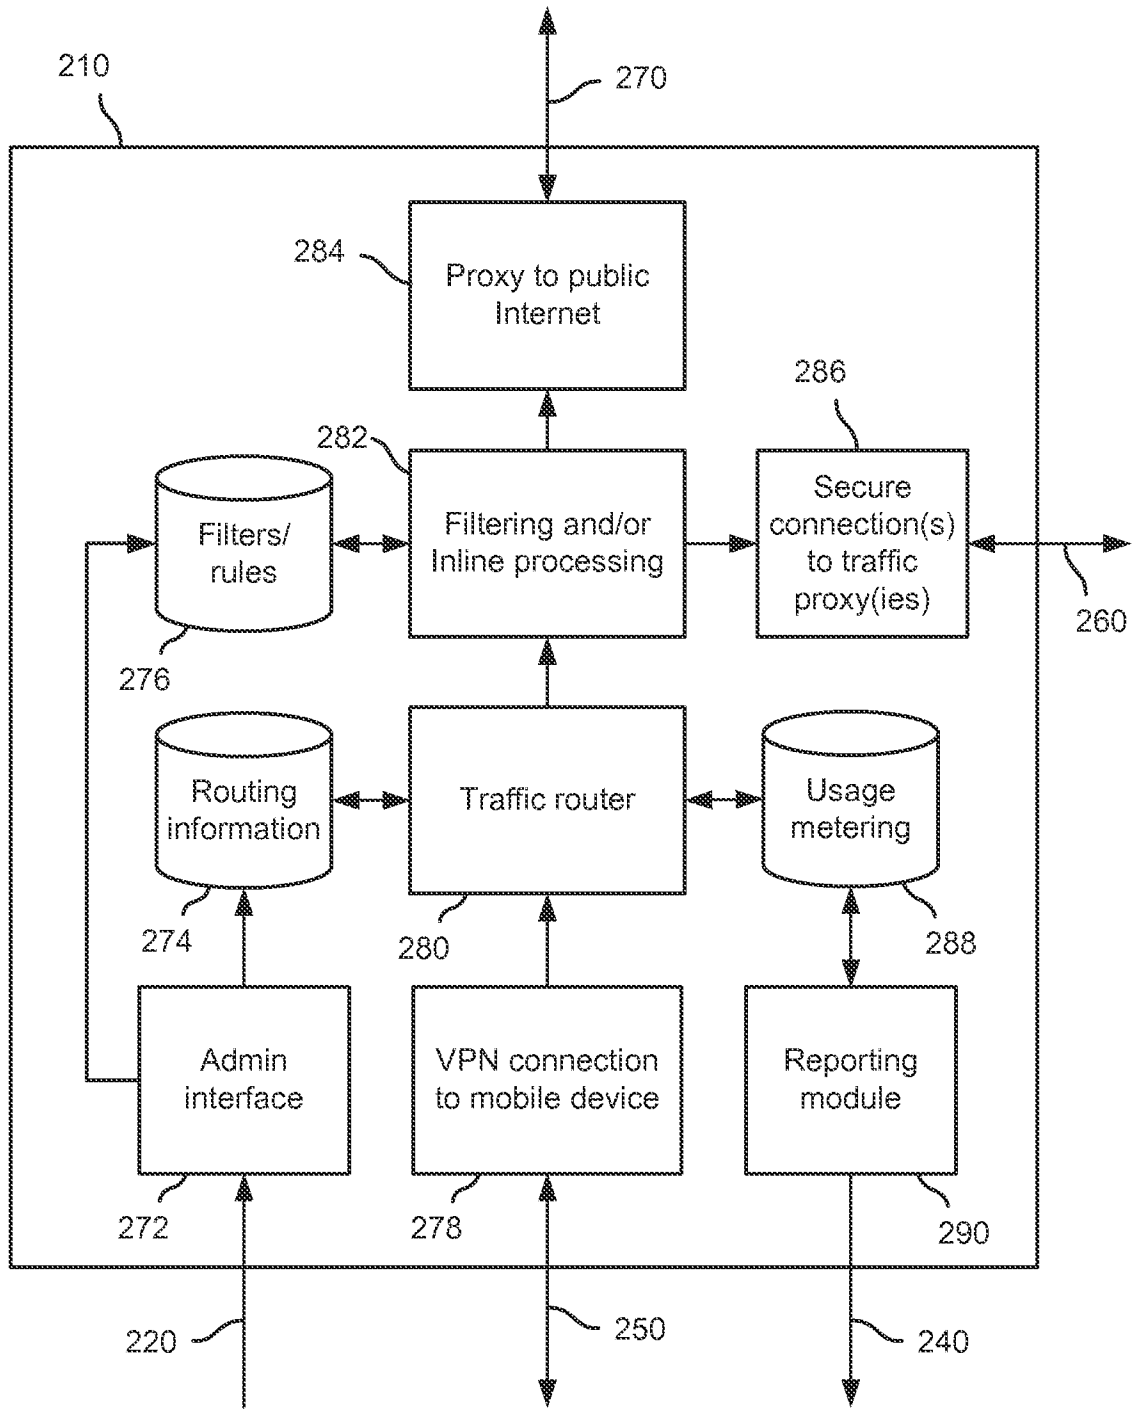 270
210
284
Proxy to public
Internet
286
282
Filters/
rules
Filtering and/or
Inline processing
Secure
connection(s)
to traffic
proxy(ies)
260
276
Routing
information
Traffic router
Usage
metering
274
280
288
Admin
interface
VPN connection
to mobile device
Reporting
module
272
278
290
220
250
240